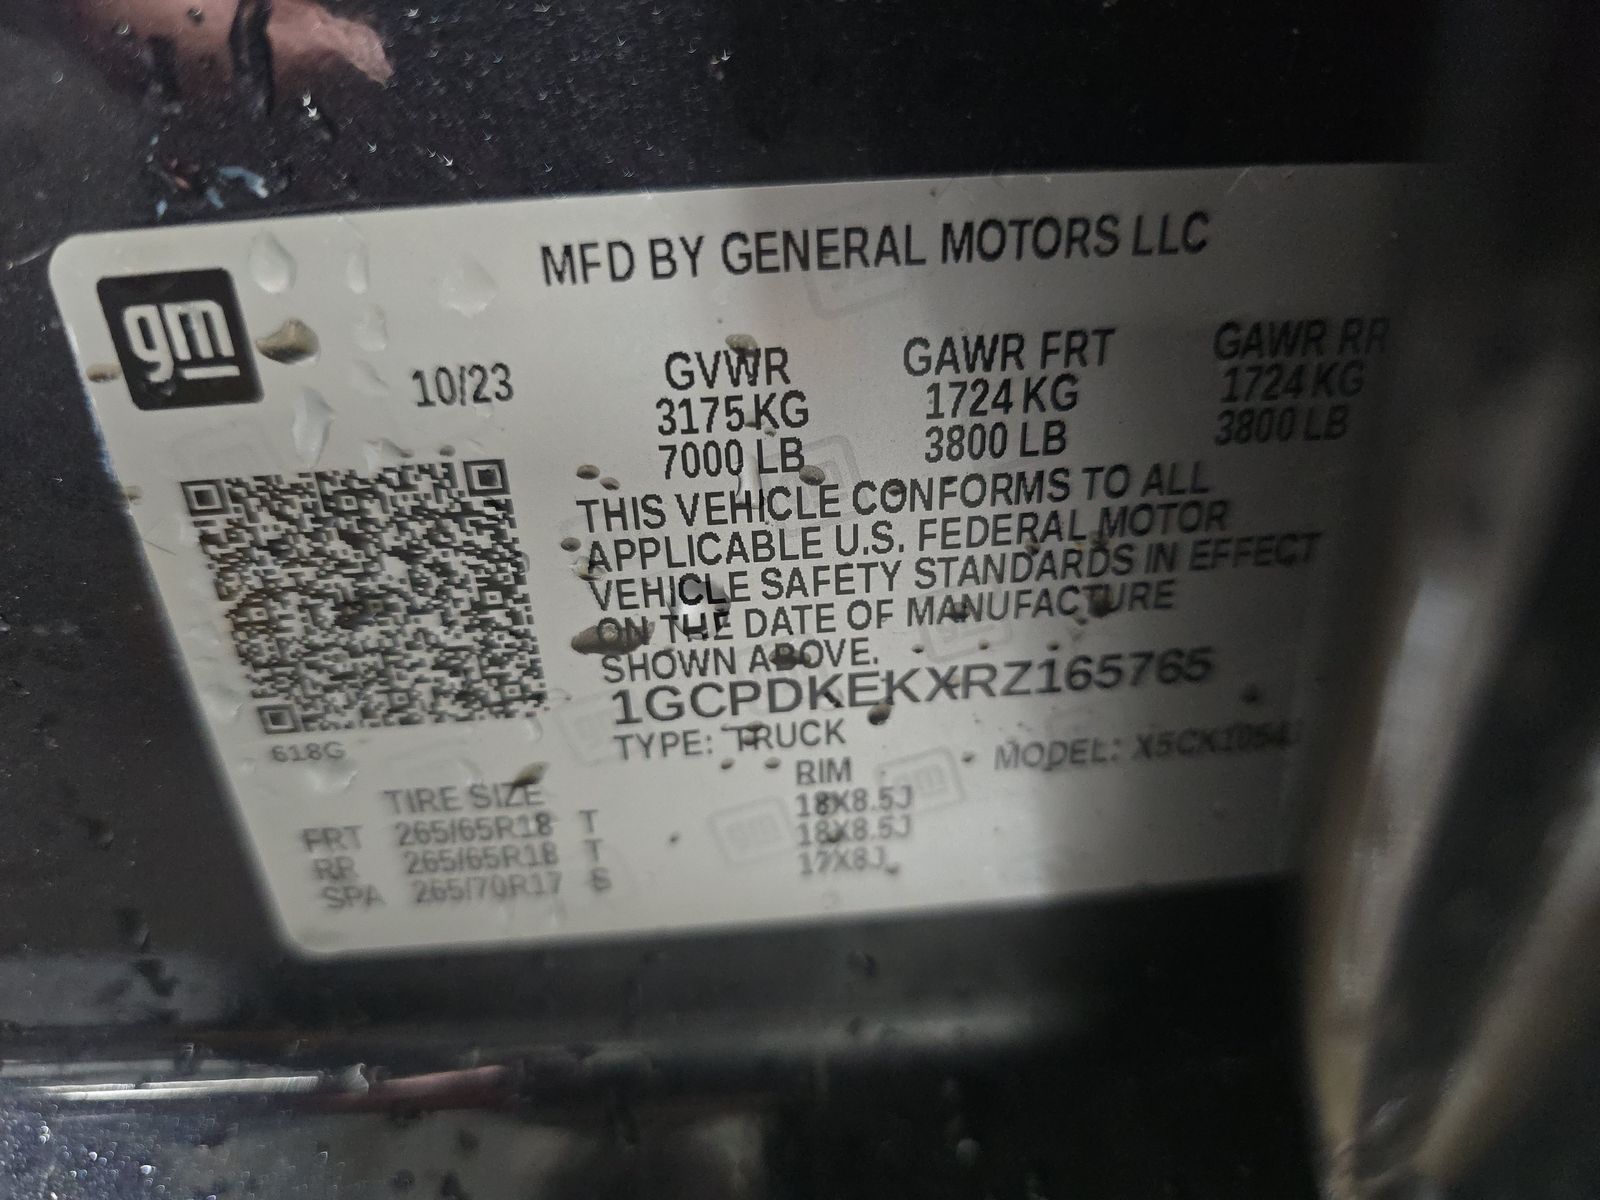 MFD BY GENERAL MOTORS LLC
gm
10/23
GVWR GAWR FRT GAWR RR
3175 KG 1724 KG 1724 KG
7000 LB 3800 LB 3800 LB
THIS VEHICLE CONFORMS TO ALL
APPLICABLE U.S. FEDERAL MOTOR
VEHICLE SAFETY STANDARDS IN EFFECT
ON THE DATE OF MANUFACTURE
SHOWN ABOVE.
1GCPDKEKXRZ165765
618G
TYPE: TRUCK MODEL:
TIRE SIZE RIM
FRT 265/65R18 T 18X8.5J
RR 265/65R18 T 18X8.5J
SPA 265/70R17 S 17X8J